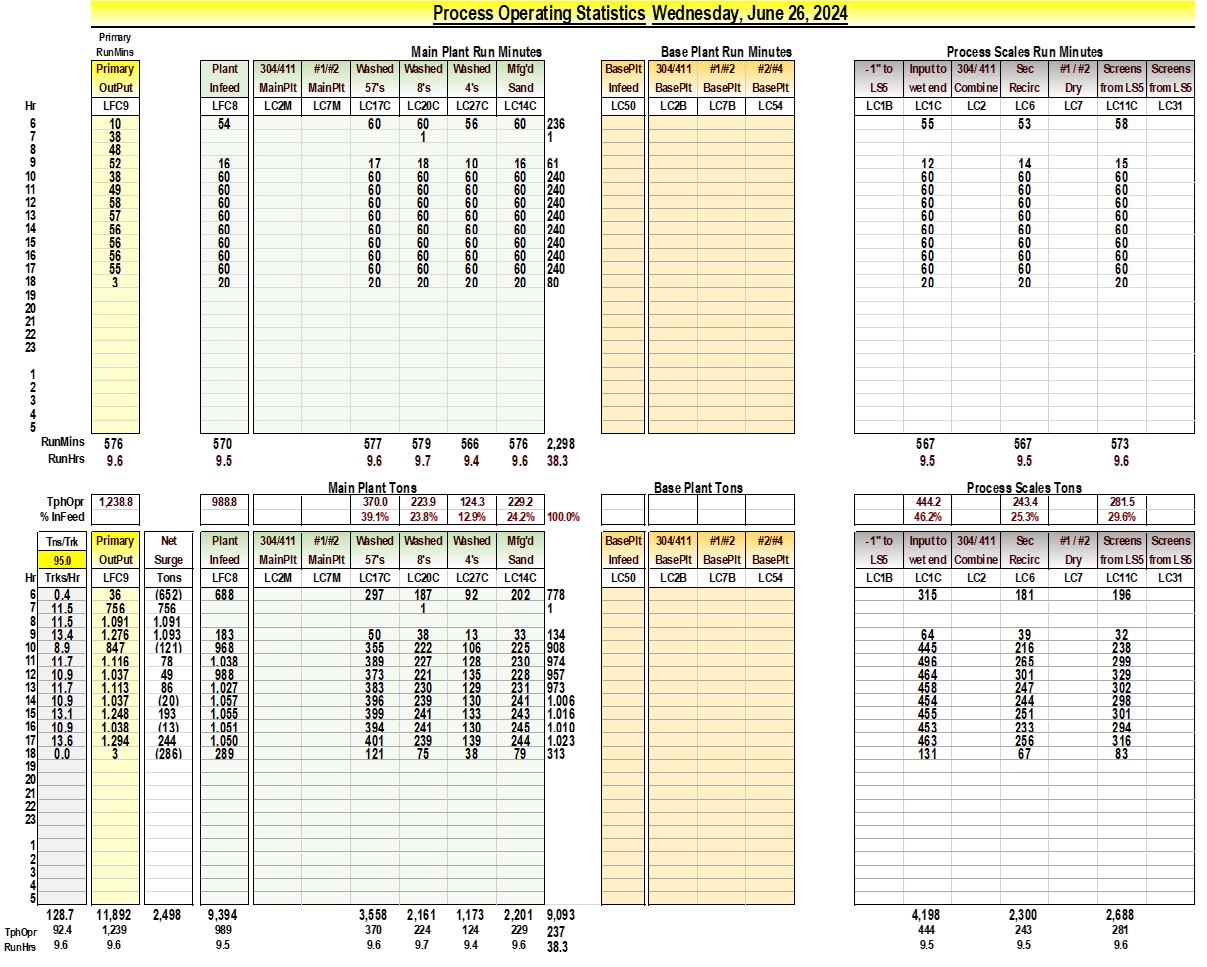 Process Operating Statistics Wednesday, June 26, 2024
Primary
RunMins Main Plant Run Minutes Base Plant Run Minutes Process Scales Run Minutes
Primary Plant 304/411 #1/#2 Washed Washed Washed Mfg'd BasePlt 304/411 #1/#2 #2/#4 -1" to Input to 304/ 411 Sec #1 / #2 Screens Screens
OutPut Infeed MainPlt MainPlt 57's 8's 4's Sand Infeed BasePlt BasePlt BasePlt LS5 wet end Combine Recirc Dry from LS5 from LS5
Hr LFC9 LFC8 LC2M LC7M LC17C LC20C LC27C LC14C LC50 LC2B LC7B LC54 LC1B LC1C LC2 LC6 LC7 LC11C LC31
6 10 54 60 60 56 60 236 55 53 58
7 38 1 1
8 48
9 52 16 17 18 10 16 61 12 14 15
10 38 60 60 60 60 60 240 60 60 60
11 49 60 60 60 60 60 240 60 60 60
12 58 60 60 60 60 60 240 60 60 60
13 57 60 60 60 60 60 240 60 60 60
14 56 60 60 60 60 60 240 60 60 60
15 56 60 60 60 60 60 240 60 60 60
16 56 60 60 60 60 60 240 60 60 60
17 55 60 60 60 60 60 240 60 60 60
18 3 20 20 20 20 20 80 20 20 20
19
20
21
22
23
1
2
3
4
5
RunMins 576 570 577 579 566 576 2,298 567 567 573
RunHrs 9.6 9.5 9.6 9.7 9.4 9.6 38.3 9.5 9.5 9.6
Main Plant Tons Base Plant Tons Process Scales Tons
TphOpr 1,238.8 988.8 370.0 223.9 124.3 229.2 444.2 243.4 281.5
% InFeed 39.1% 23.8% 12.9% 24.2% 100.0% 46.2% 25.3% 29.6%
Tns/Trk Primary Net Plant 304/411 #1/#2 Washed Washed Washed Mfg'd BasePlt 304/411 #1/#2 #2/#4 -1" to Input to 304/ 411 Sec #1 / #2 Screens Screens
95.0 OutPut Surge Infeed MainPlt MainPlt 57's 8's 4's Sand Infeed BasePlt BasePlt BasePlt LS5 wet end Combine Recirc Dry from LS5 from LS5
Hr Trks/Hr LFC9 Tons LFC8 LC2M LC7M LC17C LC20C LC27C LC14C LC50 LC2B LC7B LC54 LC1B LC1C LC2 LC6 LC7 LC11C LC31
6 0.4 36 (652) 688 297 187 92 202 778 315 181 196
7 11.5 756 756 1 1
8 11.5 1,091 1,091
9 13.4 1,276 1,093 183 50 38 13 33 134 64 39 32
10 8.9 847 (121) 968 355 222 106 225 908 445 216 238
11 11.7 1,116 78 1,038 389 227 128 230 974 496 265 299
12 10.9 1,037 49 988 373 221 135 228 957 464 301 329
13 11.7 1,113 86 1,027 383 230 129 231 973 458 247 302
14 10.9 1,037 (20) 1,057 396 239 130 241 1,006 454 244 298
15 13.1 1,248 193 1,055 399 241 133 243 1,016 455 251 301
16 10.9 1,038 (13) 1,051 394 241 130 245 1,010 453 233 294
17 13.6 1,294 244 1,050 401 239 139 244 1,023 463 256 316
18 0.0 3 (286) 289 121 75 38 79 313 131 67 83
19
20
21
22
23
1
2
3
4
5
128.7 11,892 2,498 9,394 3,558 2,161 1,173 2,201 9,093 4,198 2,300 2,688
TphOpr 92.4 1,239 989 370 224 124 229 237 444 243 281
RunHrs 9.6 9.6 9.5 9.6 9.7 9.4 9.6 38.3 9.5 9.5 9.6